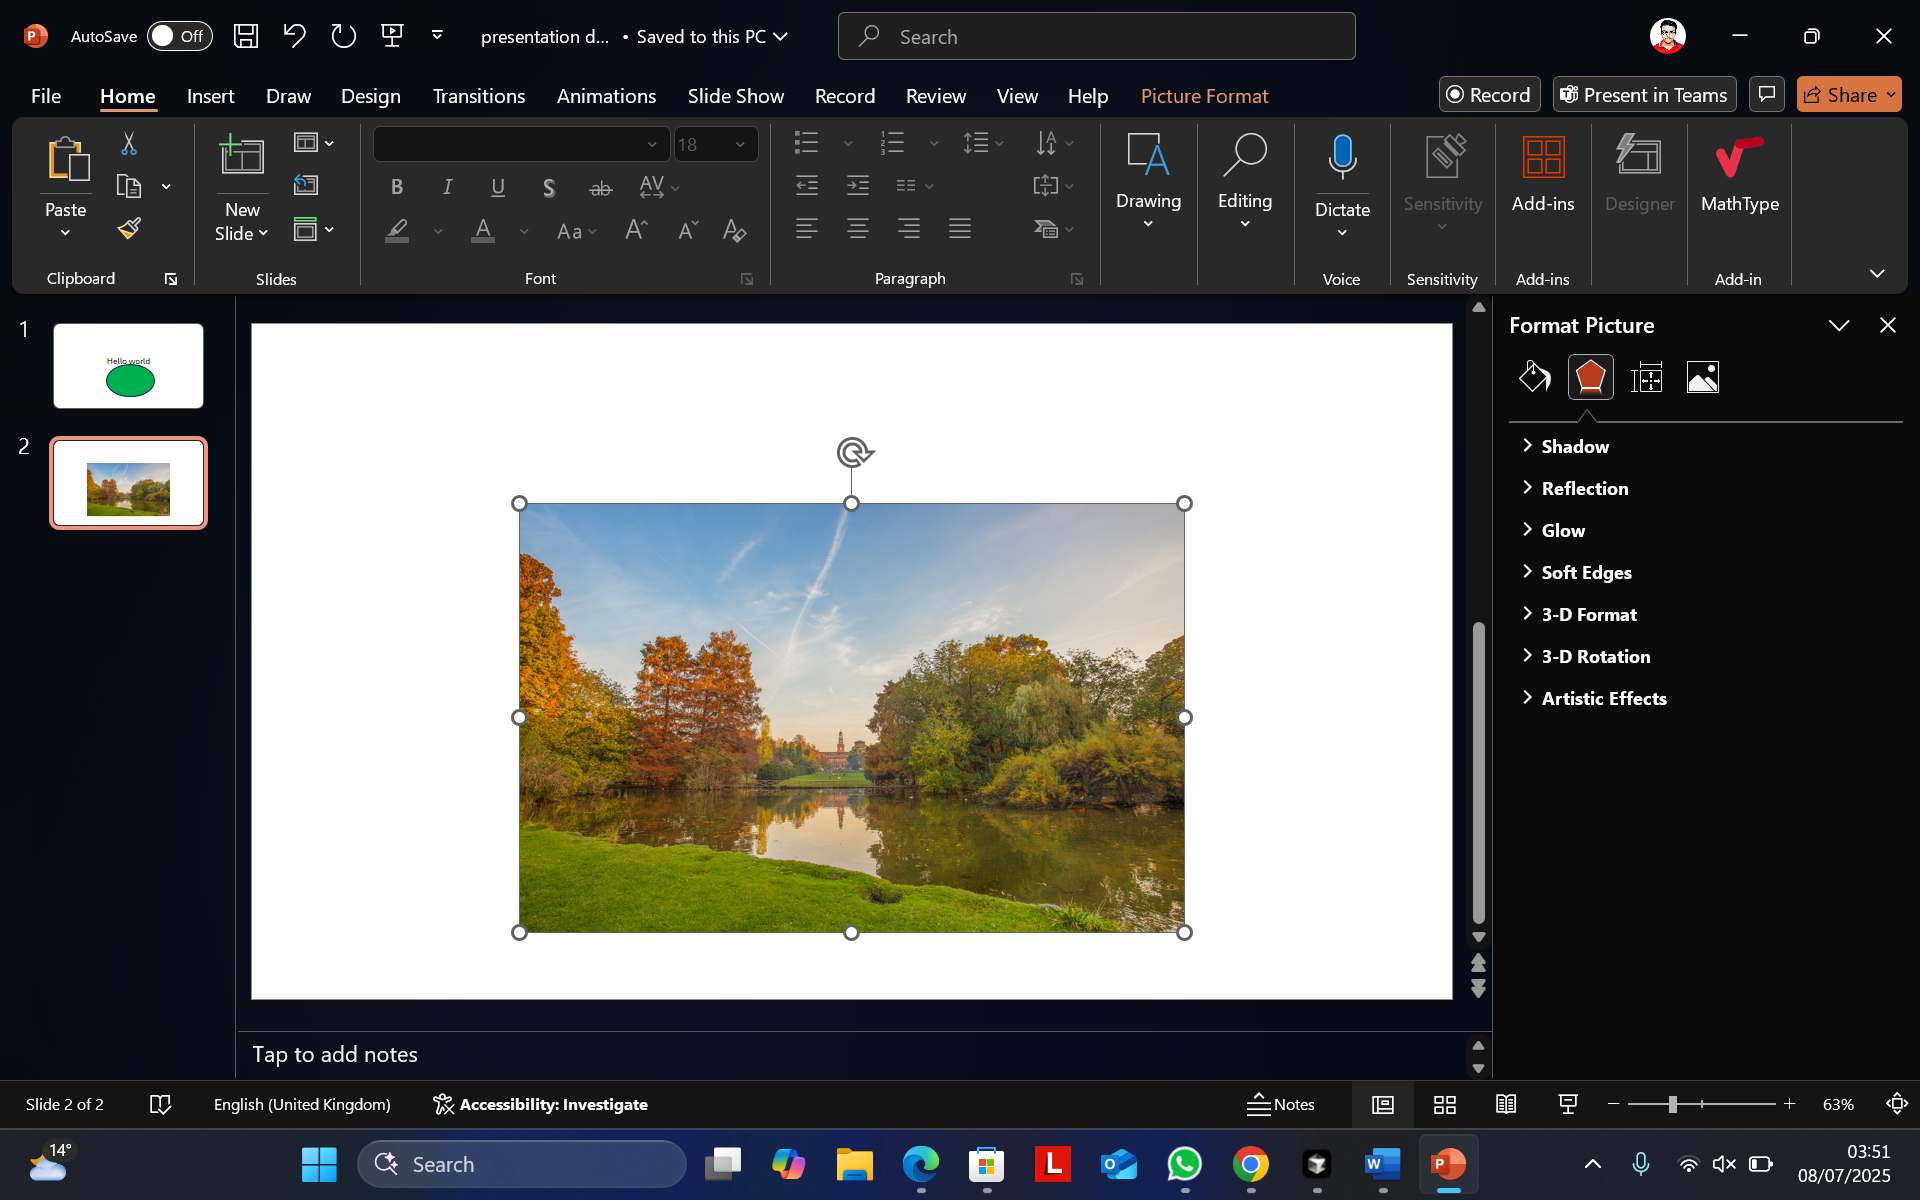 AutoSave Off presentation d... • Saved to this PC Search
File Home Insert Draw Design Transitions Animations Slide Show Record Review View Help Picture Format Record Present in Teams Share
Paste
New
Slide
18
B I U S ab AV
A Aa A A A
Drawing
Editing
Dictate
Sensitivity
Add-ins
Designer
MathType
Clipboard Slides Font Paragraph Voice Sensitivity Add-ins Add-in
1
Hello world
2
Format Picture
Shadow
Reflection
Glow
Soft Edges
3-D Format
3-D Rotation
Artistic Effects
Tap to add notes
Slide 2 of 2 English (United Kingdom) Accessibility: Investigate Notes 63%
14°
Search
L
W
P
03:51
08/07/2025